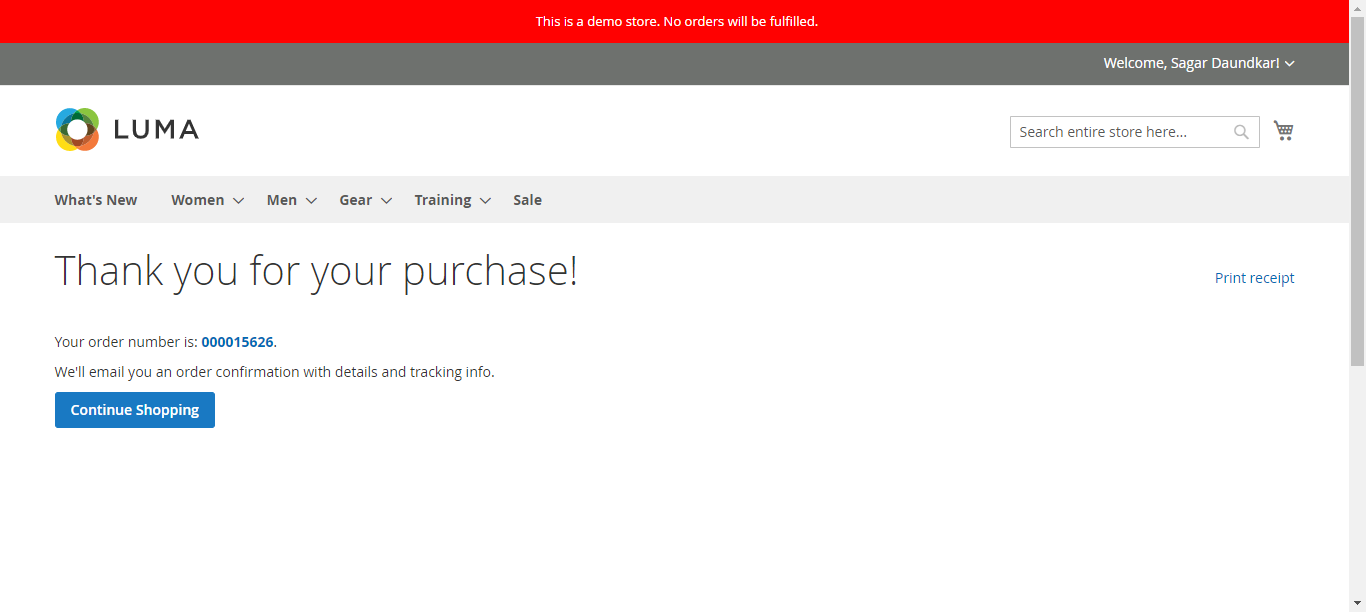 This is a demo store. No orders will be fulfilled.
Welcome, Sagar Daundkar!
LUMA
Search entire store here...
What's New Women Men Gear Training Sale
Thank you for your purchase!
Print receipt
Your order number is: 000015626.
We'll email you an order confirmation with details and tracking info.
Continue Shopping